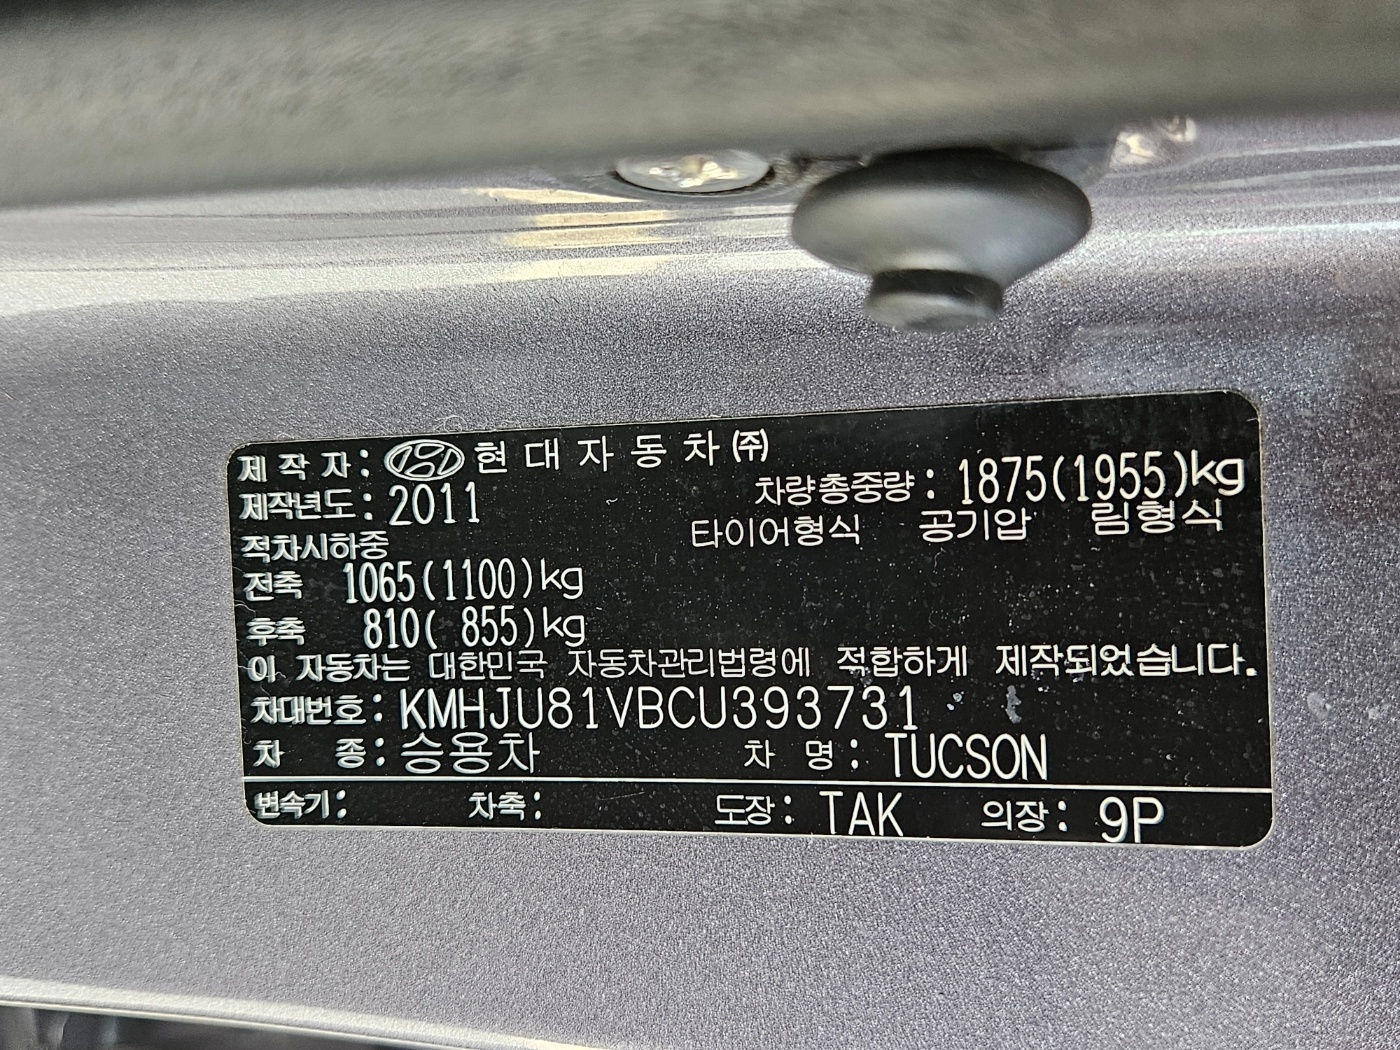 제 작 자 : 현 대 자 동 차 ㈜
제작년도 : 2011
차량총중량 : 1875(1955)kg
적차시하중
타이어형식 공기압 림형식
전축 1065(1100)kg
후축 810( 855)kg
이 자동차는 대한민국 자동차관리법령에 적합하게 제작되었습니다.
차대번호 : KMHJU81VBCU393731
차 종 : 승용차 차 명 : TUCSON
변속기 : 차축 : 도장 : TAK 의장 : 9P